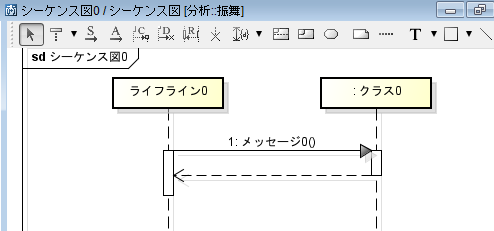 シーケンス図0 / シーケンス図 [分析::振舞]
S A C C S T
sd シーケンス図0
ライフライン0 : クラス0
1: メッセージ0()